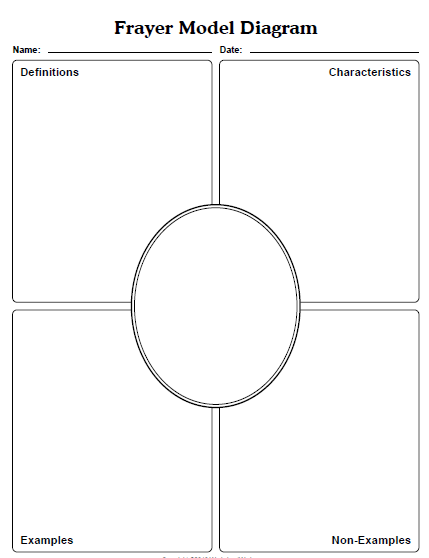 Frayer Model Diagram
Name: Date:
Definitions Characteristics
Examples Non-Examples